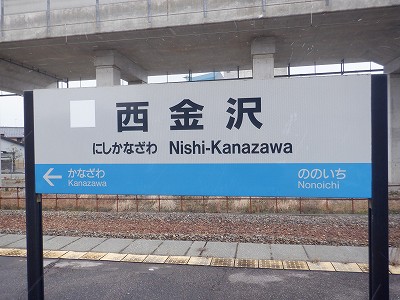 西金沢
にしかなざわ Nishi-Kanazawa
← かなざわ ののいち
Kanazawa Nonoichi